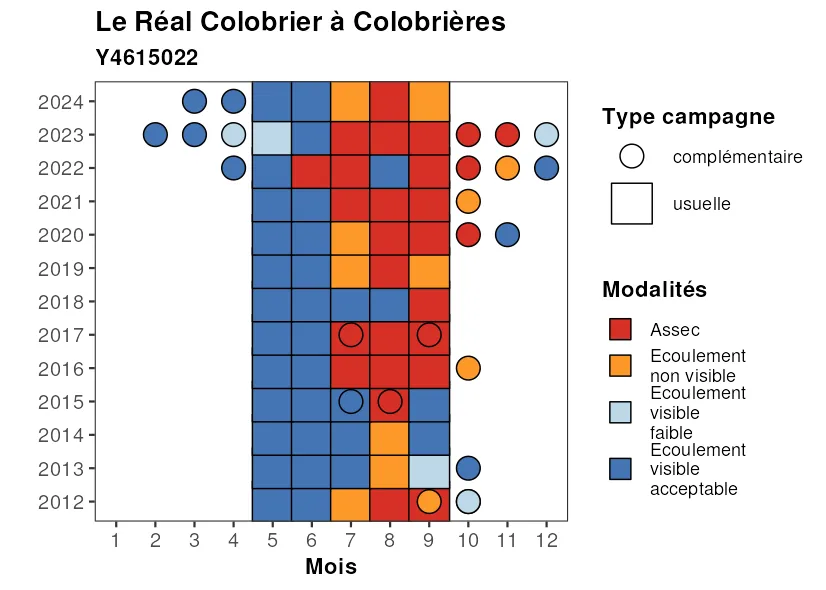 Le Réal Colobrier à Colobrières
Y4615022
2024
2023
2022
2021
2020
2019
2018
2017
2016
2015
2014
2013
2012
1 2 3 4 5 6 7 8 9 10 11 12
Mois
Type campagne
complémentaire
usuelle
Modalités
Assec
Ecoulement
non visible
Ecoulement
visible
faible
Ecoulement
visible
acceptable